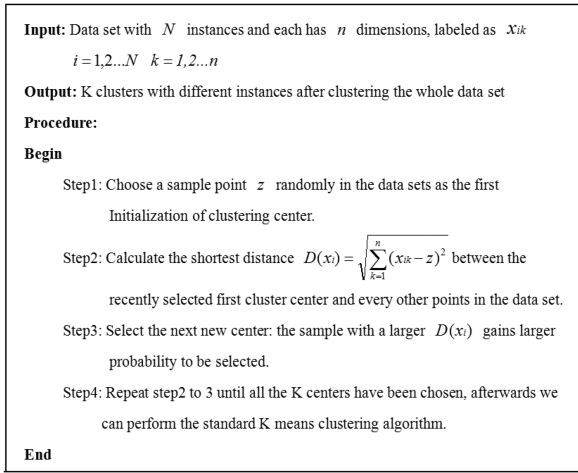 Input: Data set with N instances and each has n dimensions, labeled as xik
i = 1,2...N k = 1,2...n
Output: K clusters with different instances after clustering the whole data set
Procedure:
Begin
Step1: Choose a sample point z randomly in the data sets as the first
Initialization of clustering center.
Step2: Calculate the shortest distance D(xi) = √∑k=1n(xik − z)2 between the
recently selected first cluster center and every other points in the data set.
Step3: Select the next new center: the sample with a larger D(xi) gains larger
probability to be selected.
Step4: Repeat step2 to 3 until all the K centers have been chosen, afterwards we
can perform the standard K means clustering algorithm.
End